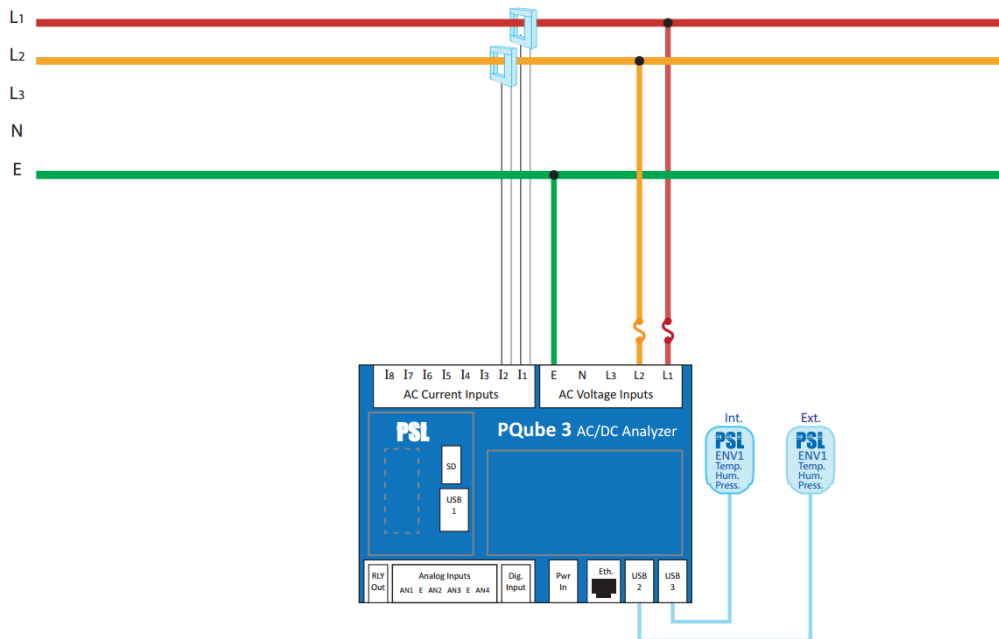 L1
L2
L3
N
E
I8 I7 I6 I5 I4 I3 I2 I1
AC Current Inputs
E N L3 L2 L1
AC Voltage Inputs
PSL
PQube 3 AC/DC Analyzer
SD
USB
1
Int.
PSL
ENV1
Temp.
Hum.
Press.
Ext.
PSL
ENV1
Temp.
Hum.
Press.
RLY
Out
Analog Inputs
AN1 E AN2 AN3 E AN4
Dig.
Input
Pwr
In
Eth.
USB
2
USB
3